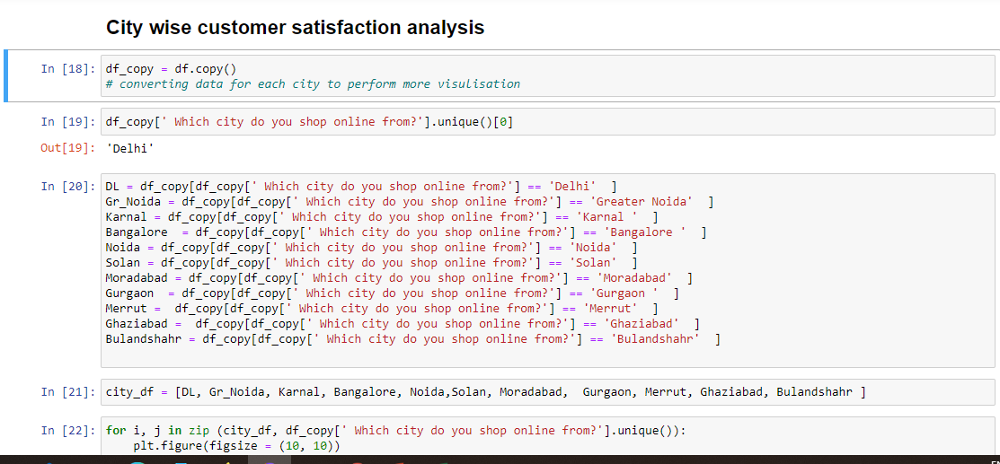 City wise customer satisfaction analysis
In [18]: df_copy = df.copy()
# converting data for each city to perform more visulisation
In [19]: df_copy[' Which city do you shop online from?'].unique()[0]
Out[19]: 'Delhi'
In [20]: DL = df_copy[df_copy[' Which city do you shop online from?'] == 'Delhi'  ]
Gr_Noida = df_copy[df_copy[' Which city do you shop online from?'] == 'Greater Noida'  ]
Karnal = df_copy[df_copy[' Which city do you shop online from?'] == 'Karnal '  ]
Bangalore  = df_copy[df_copy[' Which city do you shop online from?'] == 'Bangalore '  ]
Noida = df_copy[df_copy[' Which city do you shop online from?'] == 'Noida'  ]
Solan = df_copy[df_copy[' Which city do you shop online from?'] == 'Solan'  ]
Moradabad = df_copy[df_copy[' Which city do you shop online from?'] == 'Moradabad'  ]
Gurgaon  = df_copy[df_copy[' Which city do you shop online from?'] == 'Gurgaon '  ]
Merrut =  df_copy[df_copy[' Which city do you shop online from?'] == 'Merrut'  ]
Ghaziabad =  df_copy[df_copy[' Which city do you shop online from?'] == 'Ghaziabad'  ]
Bulandshahr = df_copy[df_copy[' Which city do you shop online from?'] == 'Bulandshahr'  ]
In [21]: city_df = [DL, Gr_Noida, Karnal, Bangalore, Noida,Solan, Moradabad,  Gurgaon, Merrut, Ghaziabad, Bulandshahr ]
In [22]: for i, j in zip (city_df, df_copy[' Which city do you shop online from?'].unique()):
    plt.figure(figsize = (10, 10))